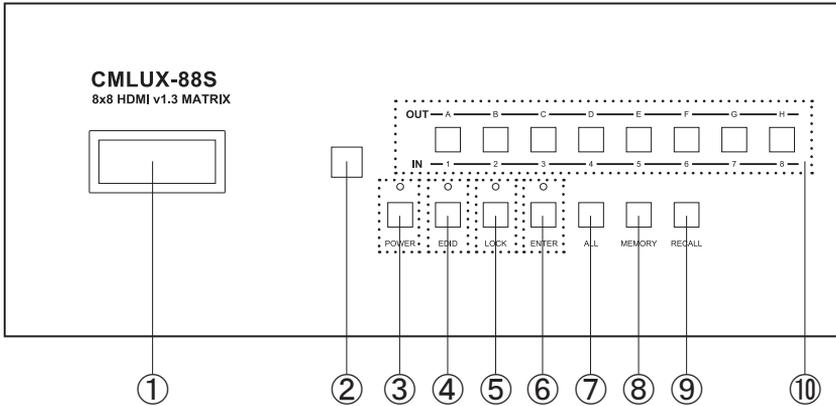 CMLUX-88S
8x8 HDMI v1.3 MATRIX
OUT A B C D E F G H
IN 1 2 3 4 5 6 7 8
POWER EDID LOCK ENTER ALL MEMORY RECALL
① ② ③ ④ ⑤ ⑥ ⑦ ⑧ ⑨ ⑩